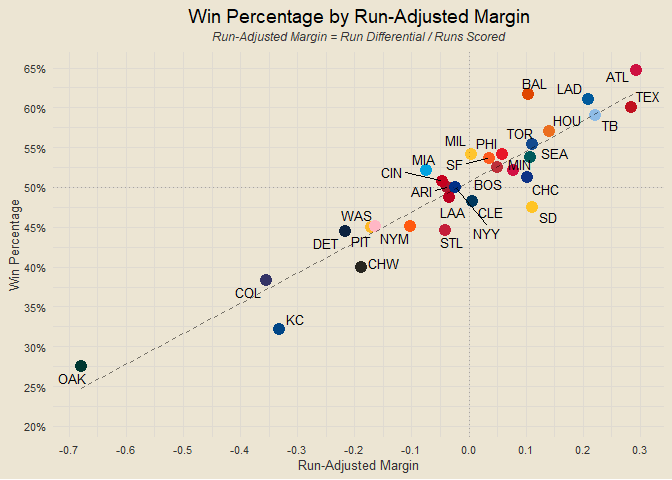 Win Percentage by Run-Adjusted Margin
Run-Adjusted Margin = Run Differential / Runs Scored
65%
ATL
BAL
LAD
TEX
60%
HOU
TB
TOR
55%
MIL
PHI
SEA
MIA
SF
MIN
CIN
50%
ARI
BOS
CHC
WAS
LAA
CLE
SD
45%
DET
PIT
NYM
STL
NYY
40%
CHW
COL
35%
KC
30%
OAK
25%
20%
Win Percentage
-0.7
-0.6
-0.5
-0.4
-0.3
-0.2
-0.1
0.0
0.1
0.2
0.3
Run-Adjusted Margin